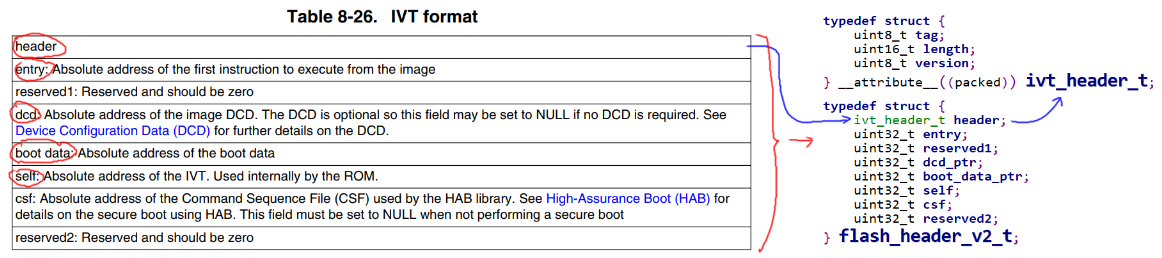 Table 8-26. IVT format
header
entry: Absolute address of the first instruction to execute from the image
reserved1: Reserved and should be zero
dcd: Absolute address of the image DCD. The DCD is optional so this field may be set to NULL if no DCD is required. See
Device Configuration Data (DCD) for further details on the DCD.
boot data: Absolute address of the boot data
self: Absolute address of the IVT. Used internally by the ROM.
csf: Absolute address of the Command Sequence File (CSF) used by the HAB library. See High-Assurance Boot (HAB) for
details on the secure boot using HAB. This field must be set to NULL when not performing a secure boot
reserved2: Reserved and should be zero
typedef struct {
uint8_t tag;
uint16_t length;
uint8_t version;
} __attribute__((packed)) ivt_header_t;
typedef struct {
ivt_header_t header;
uint32_t entry;
uint32_t reserved1;
uint32_t dcd_ptr;
uint32_t boot_data_ptr;
uint32_t self;
uint32_t csf;
uint32_t reserved2;
} flash_header_v2_t;